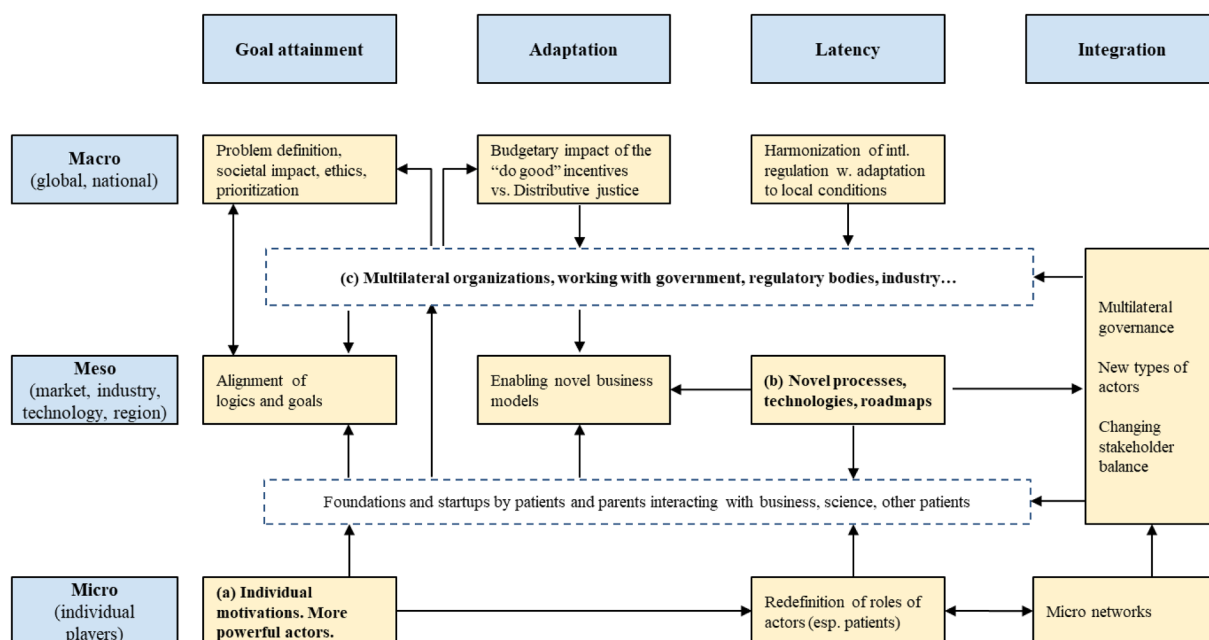 Goal attainment
Adaptation
Latency
Integration
Macro
(global, national)
Problem definition,
societal impact, ethics,
prioritization
Budgetary impact of the
“do good” incentives
vs. Distributive justice
Harmonization of intl.
regulation w. adaptation
to local conditions
(c) Multilateral organizations, working with government, regulatory bodies, industry…
Multilateral
governance
New types of
actors
Changing
stakeholder
balance
Meso
(market, industry,
technology, region)
Alignment of
logics and goals
Enabling novel business
models
(b) Novel processes,
technologies, roadmaps
Foundations and startups by patients and parents interacting with business, science, other patients
Micro
(individual
players)
(a) Individual
motivations. More
powerful actors.
Redefinition of roles of
actors (esp. patients)
Micro networks